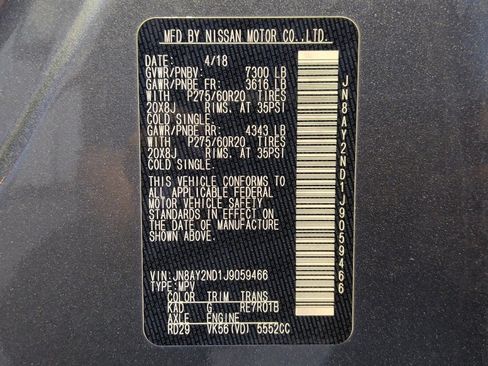 MFD BY NISSAN MOTOR CO.,LTD.
DATE: 4/18
GVWR/PNBV: 7300 LB
GAWR/PNBE FR: 3616 LB
WITH P275/60R20 TIRES
20X8J RIMS. AT 35PSI
COLD SINGLE.
GAWR/PNBE RR: 4343 LB
WITH P275/60R20 TIRES
20X8J RIMS. AT 35PSI
COLD SINGLE.
THIS VEHICLE CONFORMS TO
ALL APPLICABLE FEDERAL
MOTOR VEHICLE SAFETY
STANDARDS IN EFFECT ON
THE DATE OF MANUFACTURE
SHOWN ABOVE.
VIN: JN8AY2ND1J9059466
TYPE: MPV
COLOR TRIM TRANS
KAD G RE7R01B
AXLE ENGINE
RD29 VK56(VD) 5552CC
JN8AY2ND1J9059466